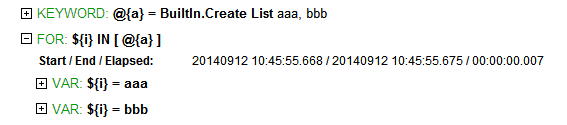 KEYWORD: @{a} = BuiltIn.Create List aaa, bbb
FOR: ${i} IN [ @{a} ]
Start / End / Elapsed: 20140912 10:45:55.668 / 20140912 10:45:55.675 / 00:00:00.007
VAR: ${i} = aaa
VAR: ${i} = bbb